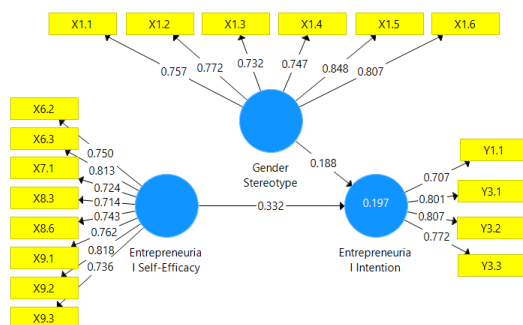 X1.1
X1.2
X1.3
X1.4
X1.5
X1.6
0.757
0.772
0.732
0.747
0.848
0.807
Gender
Stereotype
0.188
X6.2
X6.3
X7.1
X8.3
X8.6
X9.1
X9.2
X9.3
0.750
0.813
0.724
0.714
0.743
0.762
0.818
0.736
Entrepreneuria
l Self-Efficacy
0.332
0.197
Entrepreneuria
l Intention
0.707
0.801
0.807
0.772
Y1.1
Y3.1
Y3.2
Y3.3